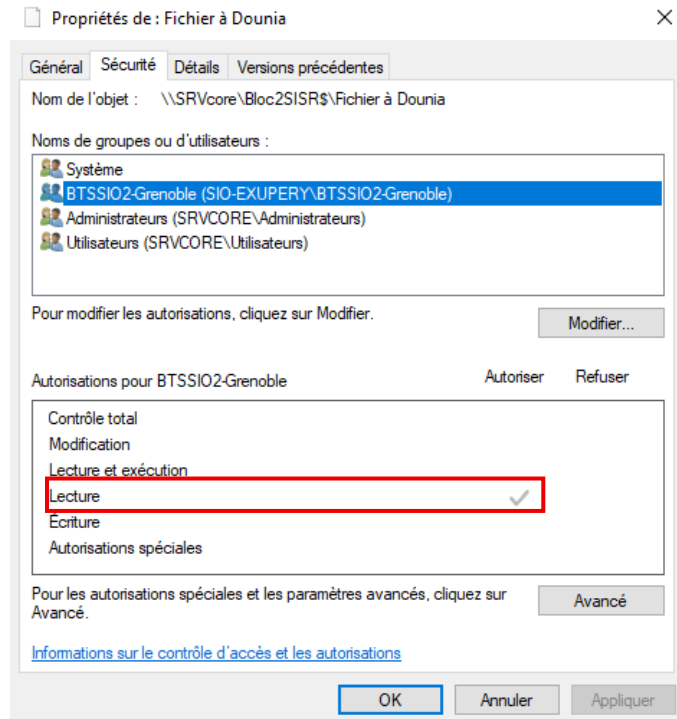 Propriétés de : Fichier à Dounia
Général Sécurité Détails Versions précédentes
Nom de l'objet : \\SRVcore\Bloc2SISR$\Fichier à Dounia
Noms de groupes ou d'utilisateurs :
Système
BTSSIO2-Grenoble (SIO-EXUPERY\BTSSIO2-Grenoble)
Administrateurs (SRVCORE\Administrateurs)
Utilisateurs (SRVCORE\Utilisateurs)
Pour modifier les autorisations, cliquez sur Modifier.
Modifier...
Autorisations pour BTSSIO2-Grenoble Autoriser Refuser
Contrôle total
Modification
Lecture et exécution
Lecture
Écriture
Autorisations spéciales
Pour les autorisations spéciales et les paramètres avancés, cliquez sur
Avancé.
Avancé
Informations sur le contrôle d'accès et les autorisations
OK Annuler Appliquer